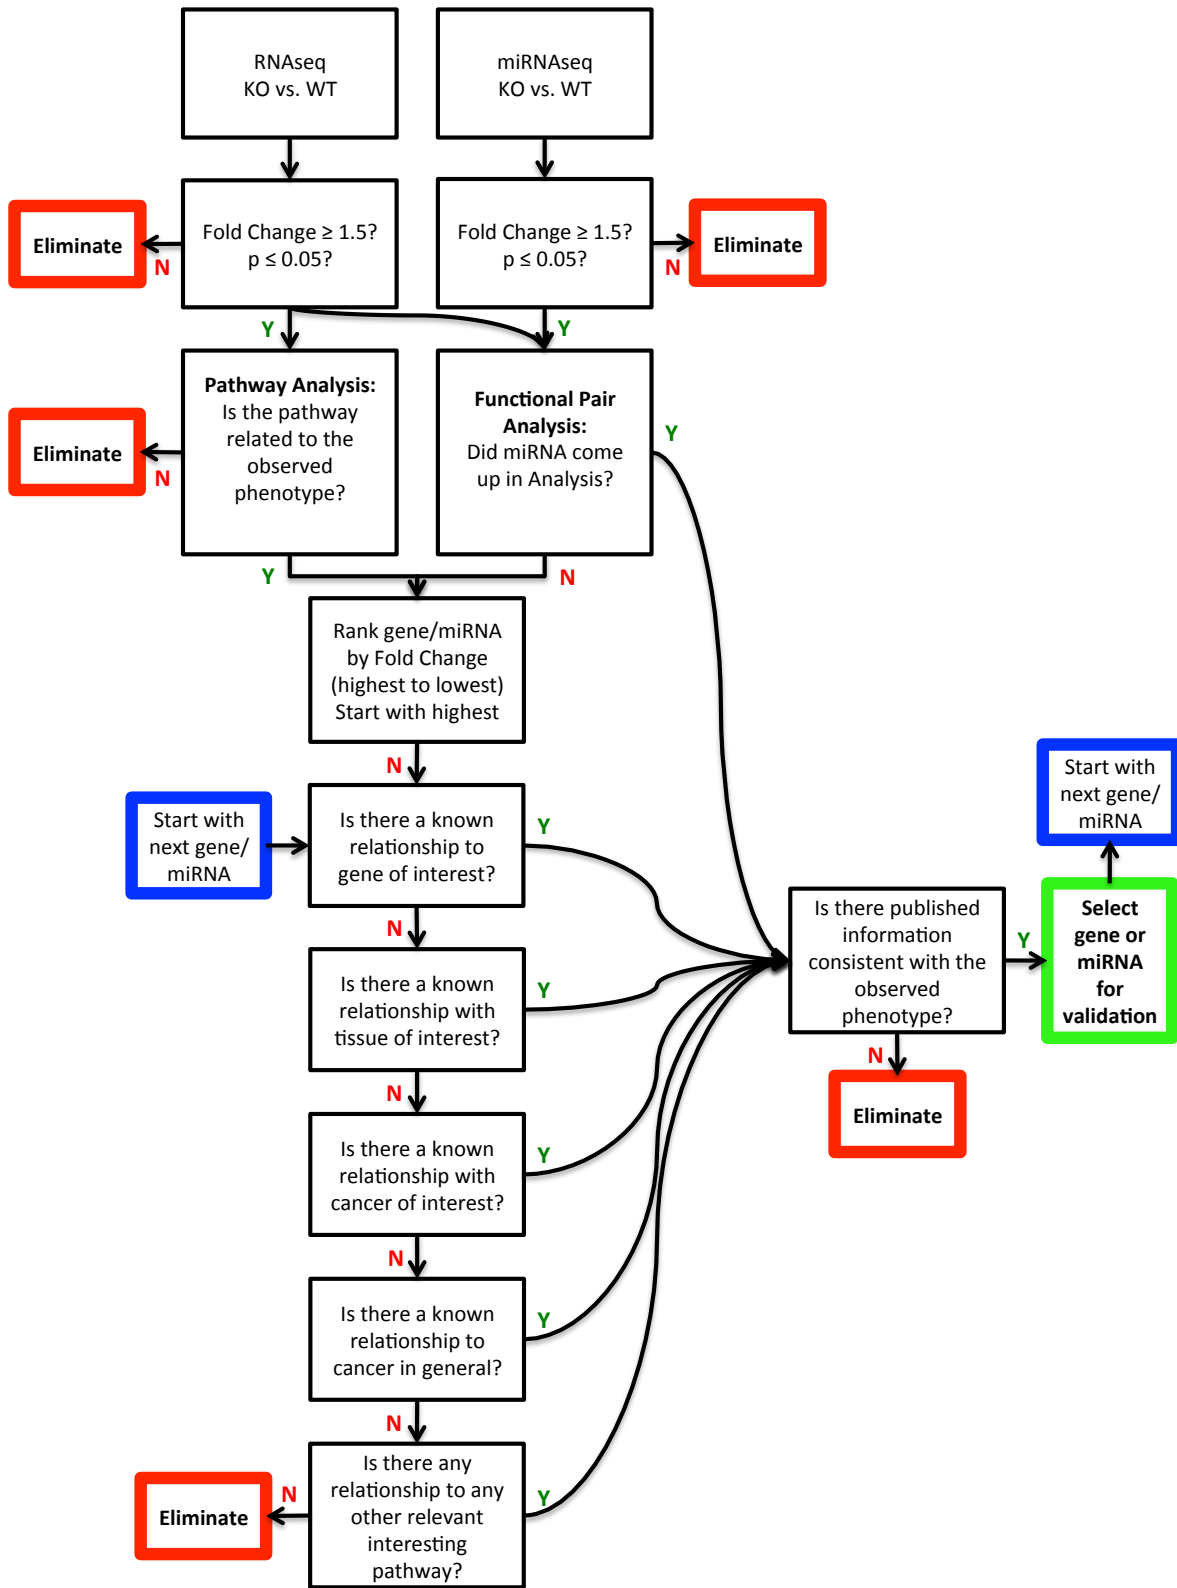 RNAseq
KO vs. WT
miRNAseq
KO vs. WT
Eliminate
N
Fold Change ≥ 1.5?
p ≤ 0.05?
Fold Change ≥ 1.5?
p ≤ 0.05?
N
Eliminate
Y
Y
Eliminate
N
Pathway Analysis:
Is the pathway
related to the
observed
phenotype?
Functional Pair
Analysis:
Did miRNA come
up in Analysis?
Y
Y
N
Rank gene/miRNA
by Fold Change
(highest to lowest)
Start with highest
N
Start with
next gene/
miRNA
Is there a known
relationship to
gene of interest?
Y
N
Is there a known
relationship with
tissue of interest?
Y
N
Is there a known
relationship with
cancer of interest?
Y
N
Is there a known
relationship to
cancer in general?
Y
N
Is there any
relationship to any
other relevant
interesting
pathway?
Y
N
Eliminate
Is there published
information
consistent with the
observed
phenotype?
Y
N
Eliminate
Select
gene or
miRNA
for
validation
Start with
next gene/
miRNA